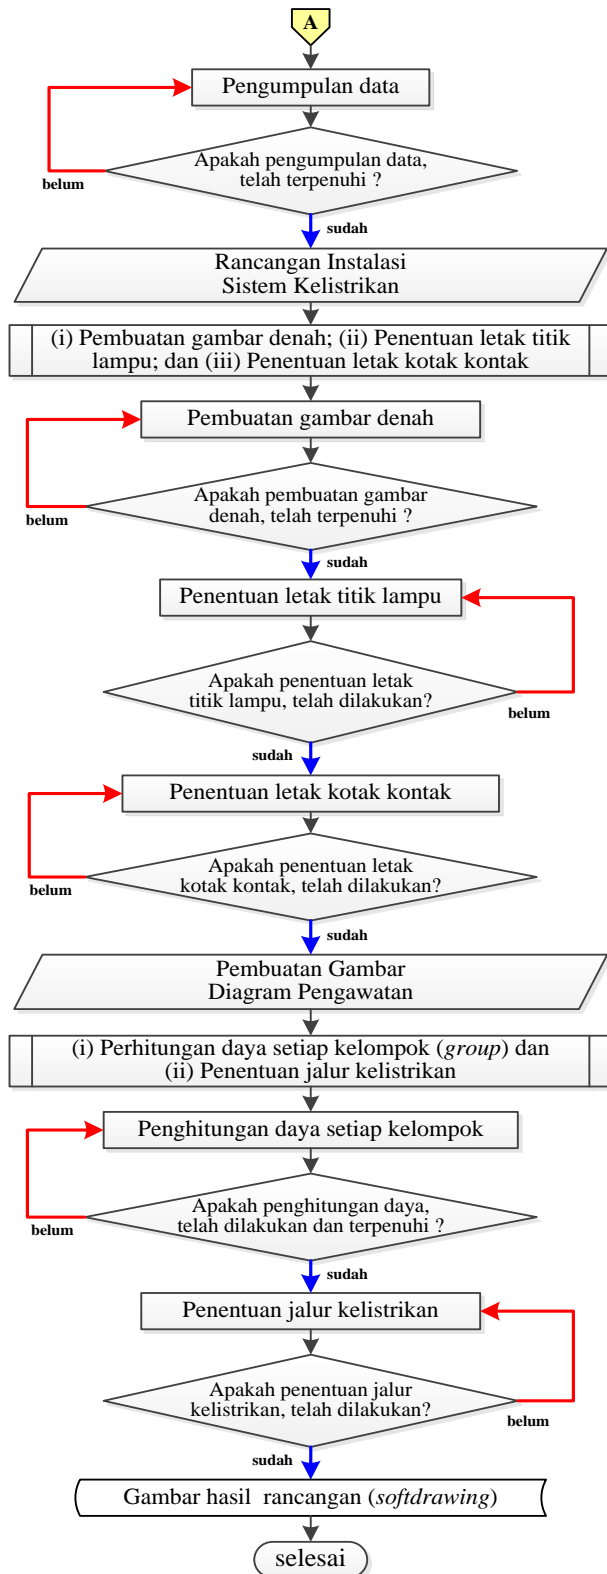 A
Pengumpulan data
Apakah pengumpulan data,
telah terpenuhi ?
belum
sudah
Rancangan Instalasi
Sistem Kelistrikan
(i) Pembuatan gambar denah; (ii) Penentuan letak titik
lampu; dan (iii) Penentuan letak kotak kontak
Pembuatan gambar denah
Apakah pembuatan gambar
denah, telah terpenuhi ?
belum
sudah
Penentuan letak titik lampu
Apakah penentuan letak
titik lampu, telah dilakukan?
belum
sudah
Penentuan letak kotak kontak
Apakah penentuan letak
kotak kontak, telah dilakukan?
belum
sudah
Pembuatan Gambar
Diagram Pengawatan
(i) Perhitungan daya setiap kelompok (group) dan
(ii) Penentuan jalur kelistrikan
Penghitungan daya setiap kelompok
Apakah penghitungan daya,
telah dilakukan dan terpenuhi ?
belum
sudah
Penentuan jalur kelistrikan
Apakah penentuan jalur
kelistrikan, telah dilakukan?
belum
sudah
Gambar hasil  rancangan (softdrawing)
selesai